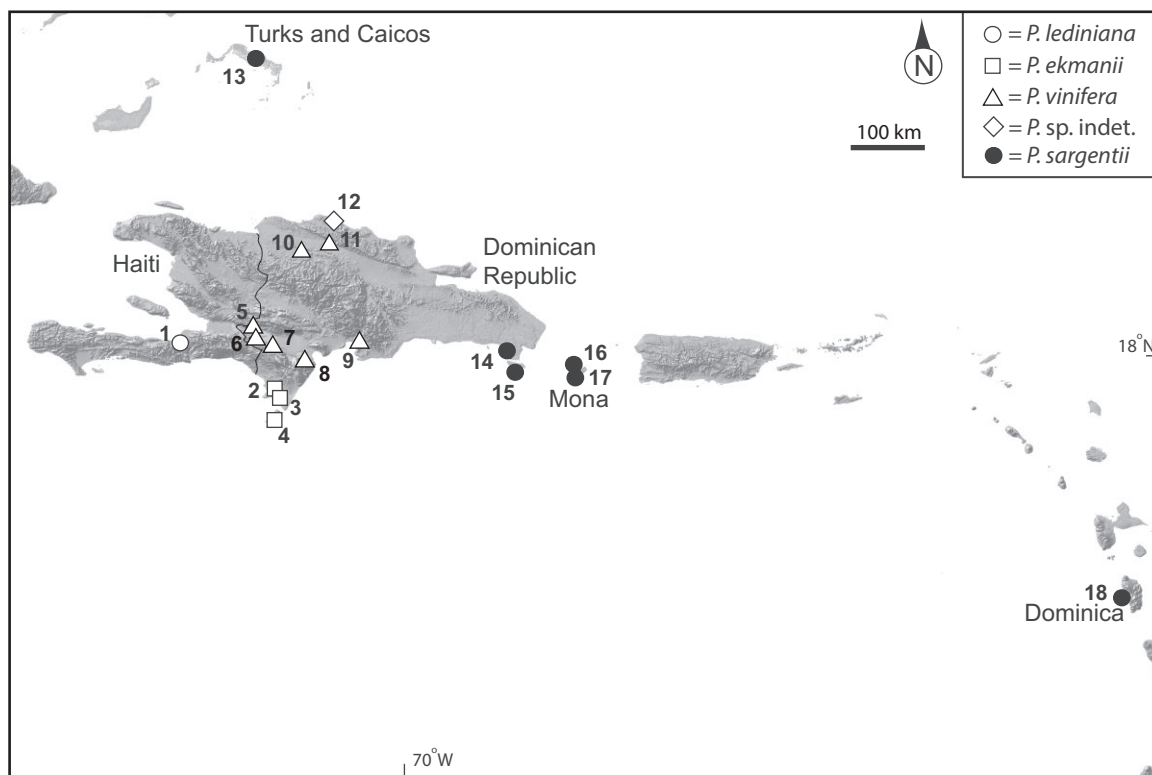 Turks and Caicos
13
N
○ = P. lediniana
□ = P. ekmanii
△ = P. vinifera
◇ = P. sp. indet.
● = P. sargentii
100 km
12
10
11
Haiti
Dominican
Republic
5
1
6
7
8
9
14
15
16
17
18°N
Mona
2
3
4
18
Dominica
70°W